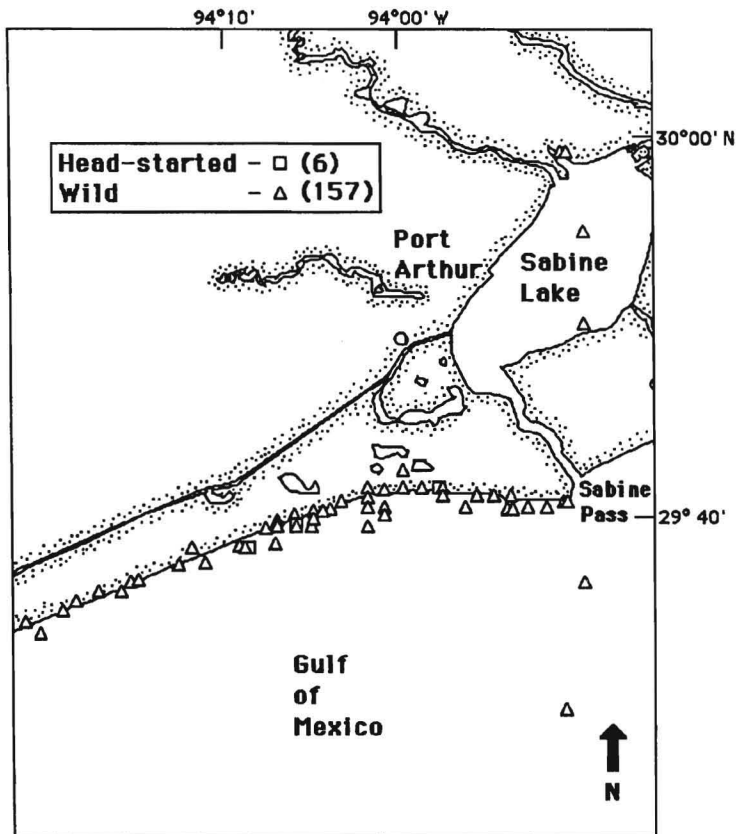 94°10' 94°00' W
30°00' N
Head-started - □ (6)
Wild - △ (157)
Port
Arthur
Sabine
Lake
Sabine
Pass
29°40'
Gulf
of
Mexico
N